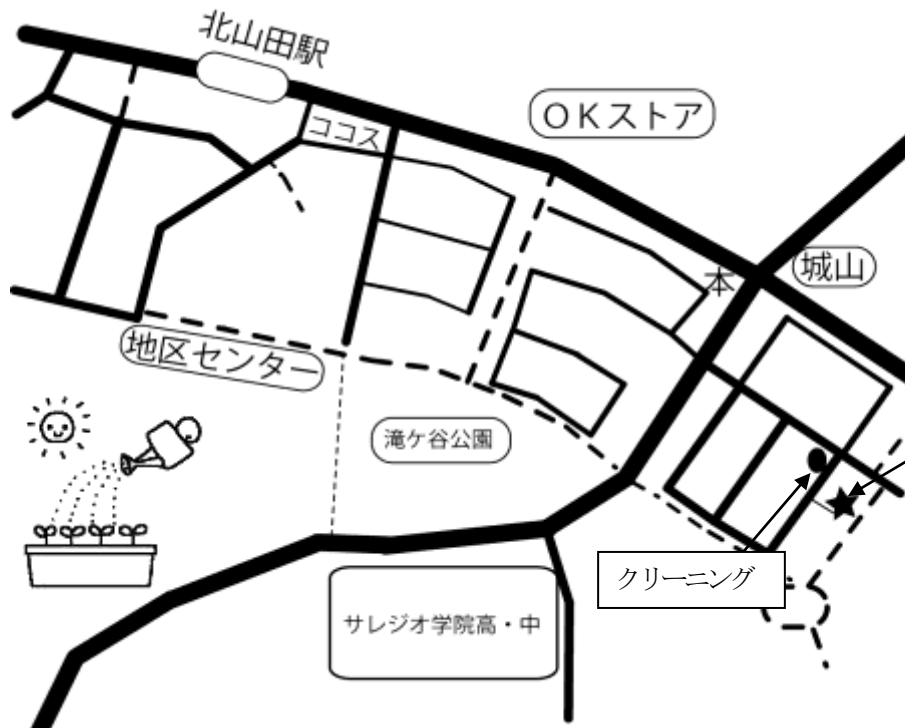 北山田駅
ココス
OKストア
本
城山
地区センター
滝ケ谷公園
クリーニング
サレジオ学院高・中